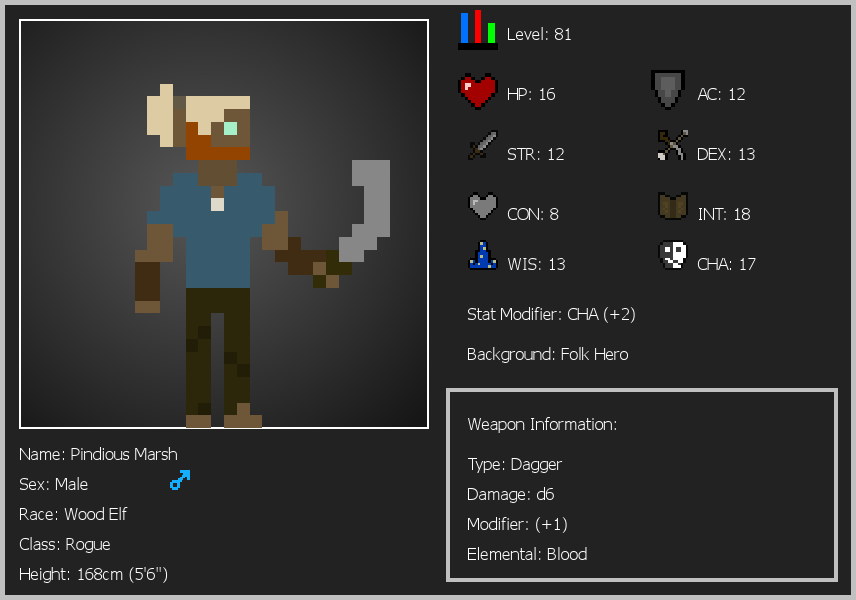 Level: 81
HP: 16
AC: 12
STR: 12
DEX: 13
CON: 8
INT: 18
WIS: 13
CHA: 17
Stat Modifier: CHA (+2)
Background: Folk Hero
Weapon Information:
Type: Dagger
Damage: d6
Modifier: (+1)
Elemental: Blood
Name: Pindious Marsh
Sex: Male
Race: Wood Elf
Class: Rogue
Height: 168cm (5'6")